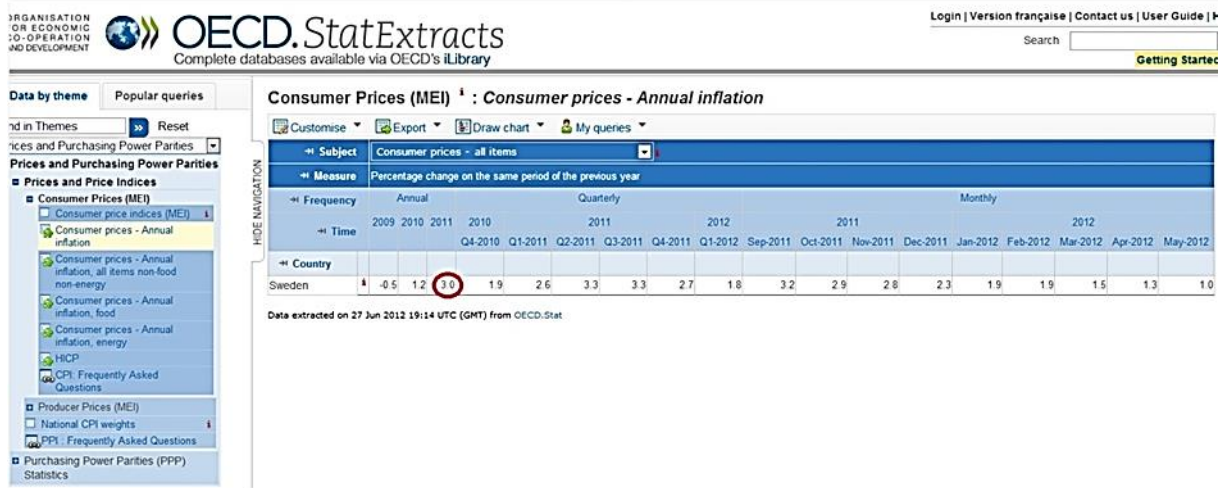 ORGANISATION
FOR ECONOMIC
CO-OPERATION
AND DEVELOPMENT
OECD.StatExtracts
Complete databases available via OECD's iLibrary
Login | Version française | Contact us | User Guide | H
Search
Getting Started
Data by theme Popular queries
nd in Themes » Reset
rices and Purchasing Power Parities
Prices and Purchasing Power Parities
Prices and Price Indices
Consumer Prices (MEI)
Consumer price indices (MEI) i
Consumer prices - Annual
inflation
Consumer prices - Annual
inflation, all items non-food
non-energy
Consumer prices - Annual
inflation, food
Consumer prices - Annual
inflation, energy
HICP
CPI: Frequently Asked
Questions
Producer Prices (MEI)
National CPI weights i
PPI : Frequently Asked Questions
Purchasing Power Parities (PPP)
Statistics
HIDE NAVIGATION
Consumer Prices (MEI) i : Consumer prices - Annual inflation
Customise Export Draw chart My queries
Subject Consumer prices - all items i
Measure Percentage change on the same period of the previous year
Frequency Annual Quarterly Monthly
Time 2009 2010 2011 2010 2011 2012 2011 2012
Q4-2010 Q1-2011 Q2-2011 Q3-2011 Q4-2011 Q1-2012 Sep-2011 Oct-2011 Nov-2011 Dec-2011 Jan-2012 Feb-2012 Mar-2012 Apr-2012 May-2012
Country
Sweden i -0.5 1.2 3.0 1.9 2.6 3.3 3.3 2.7 1.8 3.2 2.9 2.8 2.3 1.9 1.9 1.5 1.3 1.0
Data extracted on 27 Jun 2012 19:14 UTC (GMT) from OECD.Stat